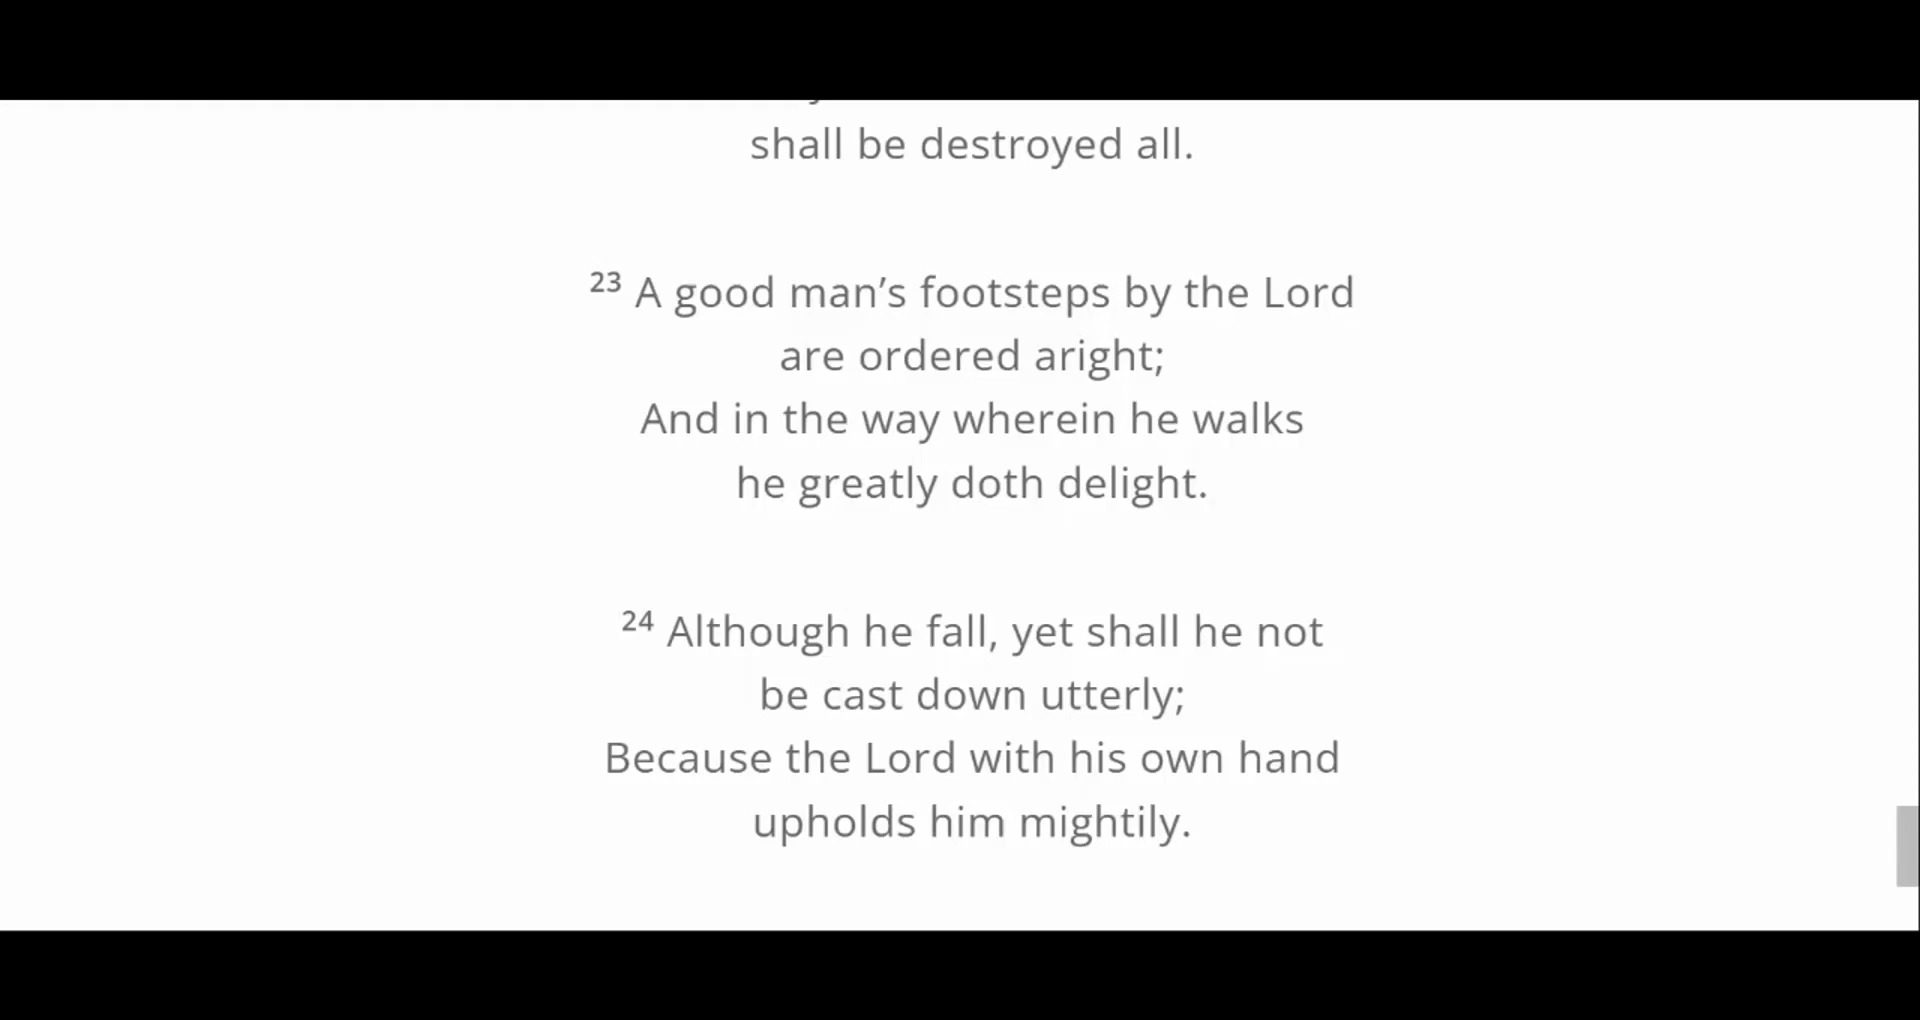 shall be destroyed all.
23 A good man’s footsteps by the Lord
are ordered aright;
And in the way wherein he walks
he greatly doth delight.
24 Although he fall, yet shall he not
be cast down utterly;
Because the Lord with his own hand
upholds him mightily.